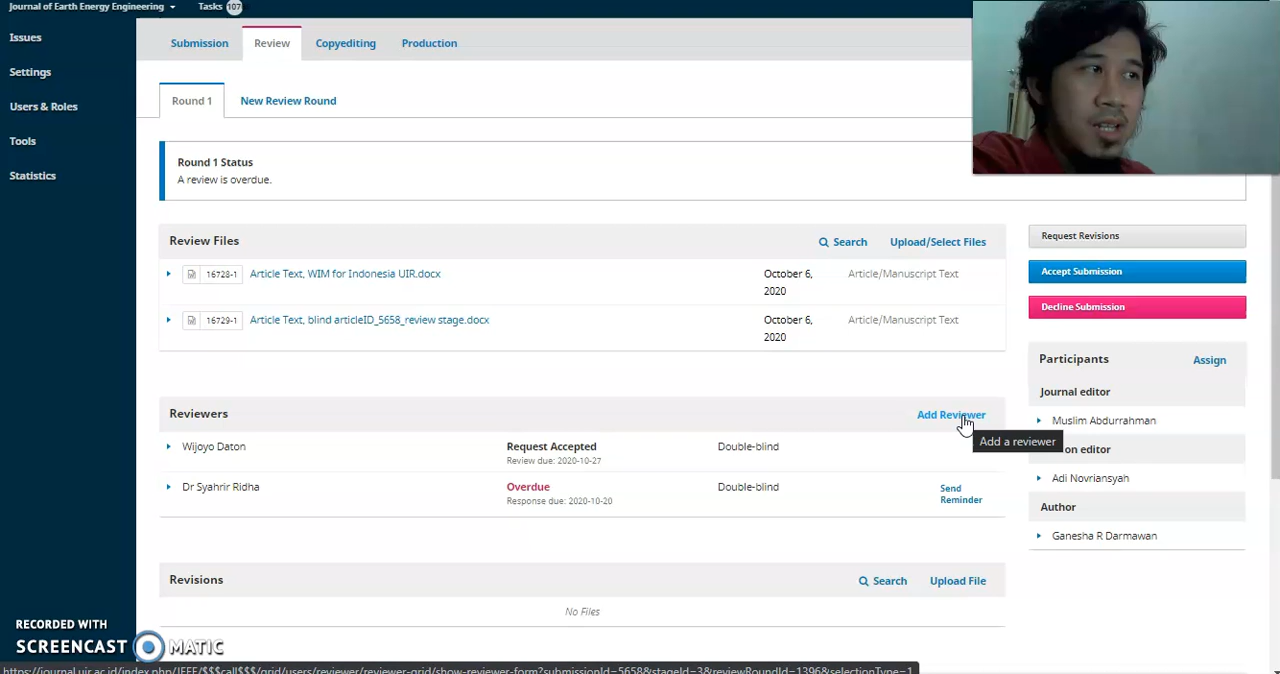 Journal of Earth Energy Engineering
Tasks 107
Issues
Settings
Users & Roles
Tools
Statistics
Submission
Review
Copyediting
Production
Round 1
New Review Round
Round 1 Status
A review is overdue.
Review Files
Search
Upload/Select Files
16728-1 Article Text, WIM for Indonesia UIR.docx October 6, Article/Manuscript Text
2020
16729-1 Article Text, blind articleID_5658_review stage.docx October 6, Article/Manuscript Text
2020
Reviewers
Add Reviewer
Add a reviewer
Wijoyo Daton Request Accepted Double-blind
Review due: 2020-10-27
Dr Syahrir Ridha Overdue Double-blind Send
Response due: 2020-10-20 Reminder
Revisions
Search
Upload File
No Files
Request Revisions
Accept Submission
Decline Submission
Participants
Assign
Journal editor
Muslim Abdurrahman
on editor
Adi Novriansyah
Author
Ganesha R Darmawan
RECORDED WITH
SCREENCAST MATIC
https://journal.uir.ac.id/index.php/JEEE/$$$call$$$/grid/users/reviewer/reviewer-grid/show-reviewer-form?submissionId=5658&stageId=3&reviewRoundId=1396&selectionType=1